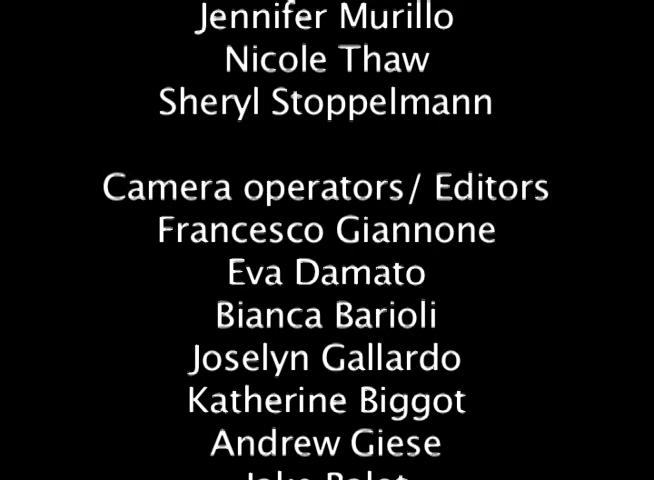 Jennifer Murillo
Nicole Thaw
Sheryl Stoppelmann
Camera operators/ Editors
Francesco Giannone
Eva Damato
Bianca Barioli
Joselyn Gallardo
Katherine Biggot
Andrew Giese